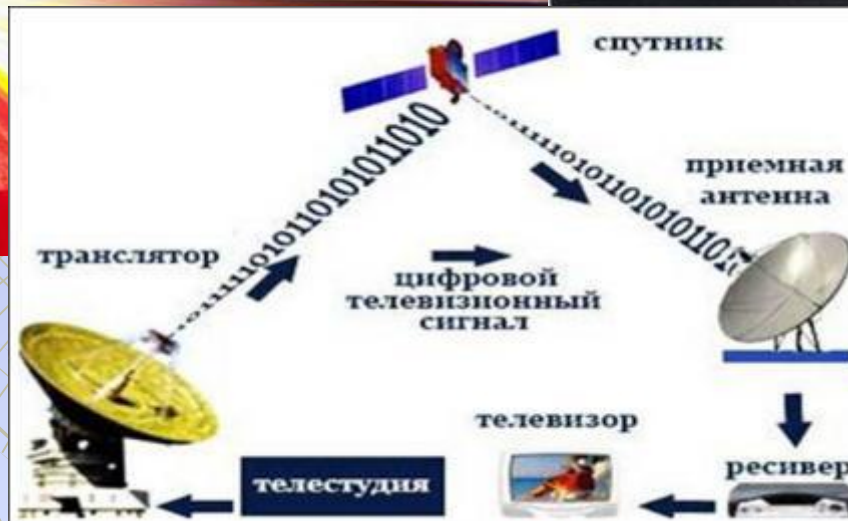 спутник
приемная
антенна
транслятор
цифровой
телевизионный
сигнал
телевизор
ресивер
телестудия